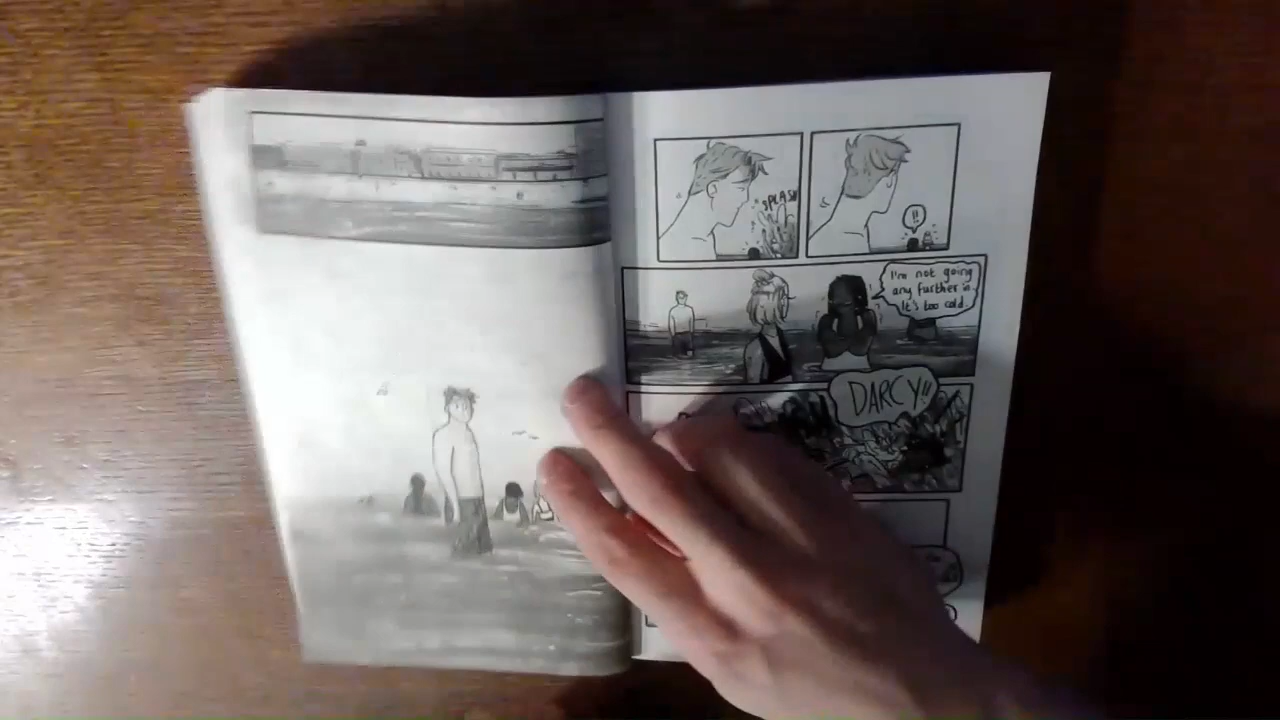 SPLASH
!!
I'm not going
any further in.
It's too cold.
DARCY!!